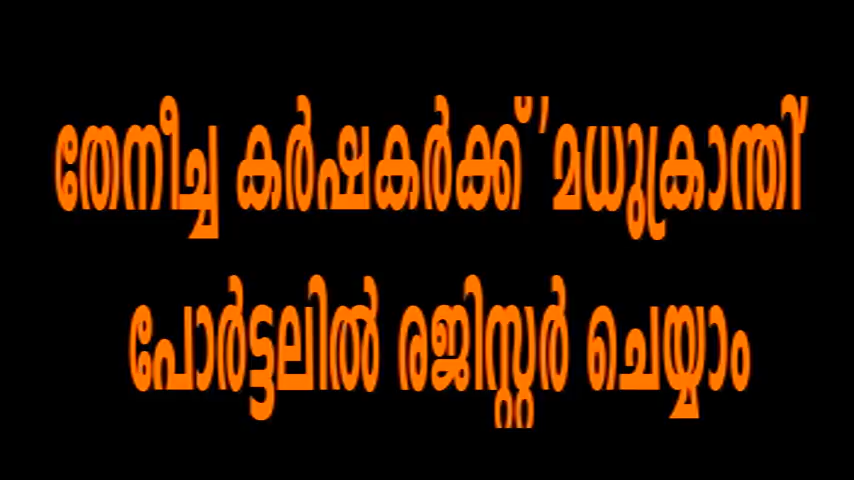 തേനീച്ച കർഷകർക്ക് 'മധുക്രാന്തി'
പോർട്ടലിൽ രജിസ്റ്റർ ചെയ്യാം